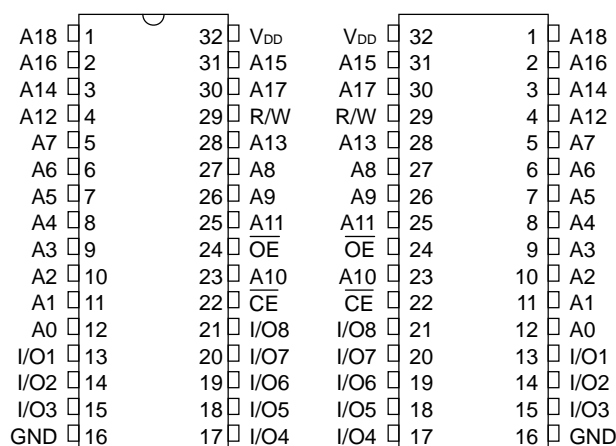 A18 1 32 VDD VDD 32 1 A18
A16 2 31 A15 A15 31 2 A16
A14 3 30 A17 A17 30 3 A14
A12 4 29 R/W R/W 29 4 A12
A7 5 28 A13 A13 28 5 A7
A6 6 27 A8 A8 27 6 A6
A5 7 26 A9 A9 26 7 A5
A4 8 25 A11 A11 25 8 A4
A3 9 24 OE OE 24 9 A3
A2 10 23 A10 A10 23 10 A2
A1 11 22 CE CE 22 11 A1
A0 12 21 I/O8 I/O8 21 12 A0
I/O1 13 20 I/O7 I/O7 20 13 I/O1
I/O2 14 19 I/O6 I/O6 19 14 I/O2
I/O3 15 18 I/O5 I/O5 18 15 I/O3
GND 16 17 I/O4 I/O4 17 16 GND